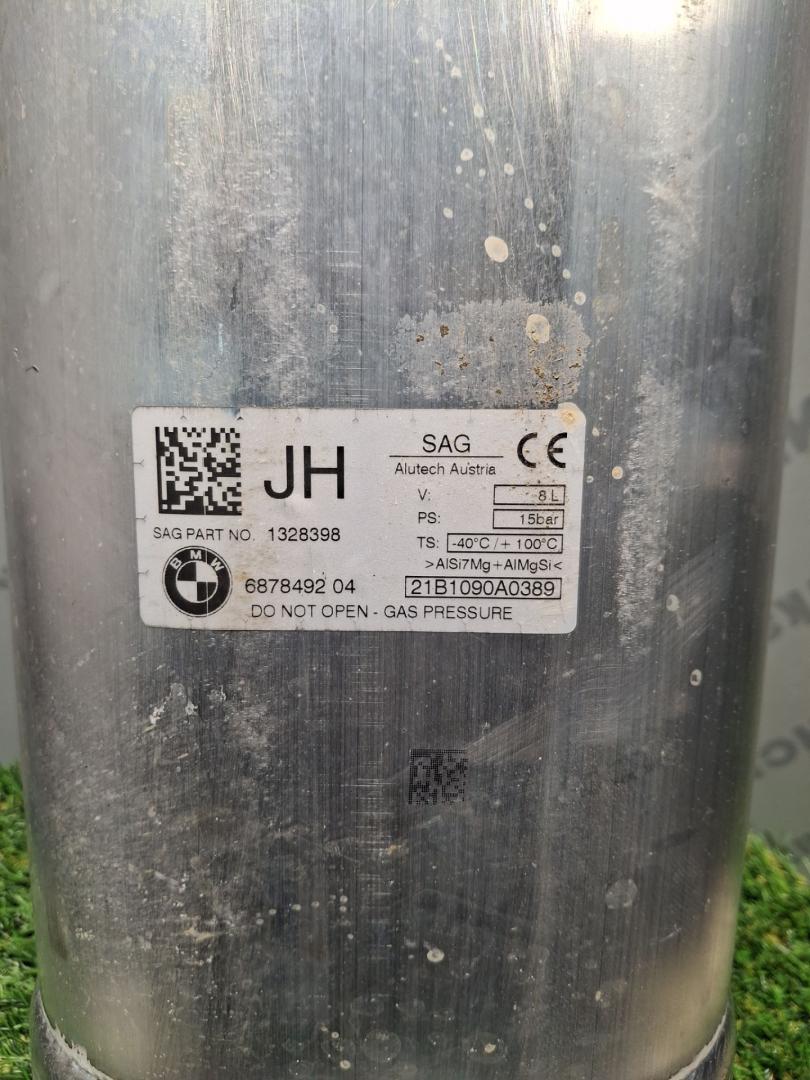 JH
SAG
Alutech Austria
CE
V: 8 L
PS: 15bar
TS: -40°C / + 100°C
>AlSi7Mg+AlMgSi<
SAG PART NO. 1328398
BMW
6878492 04
21B1090A0389
DO NOT OPEN - GAS PRESSURE